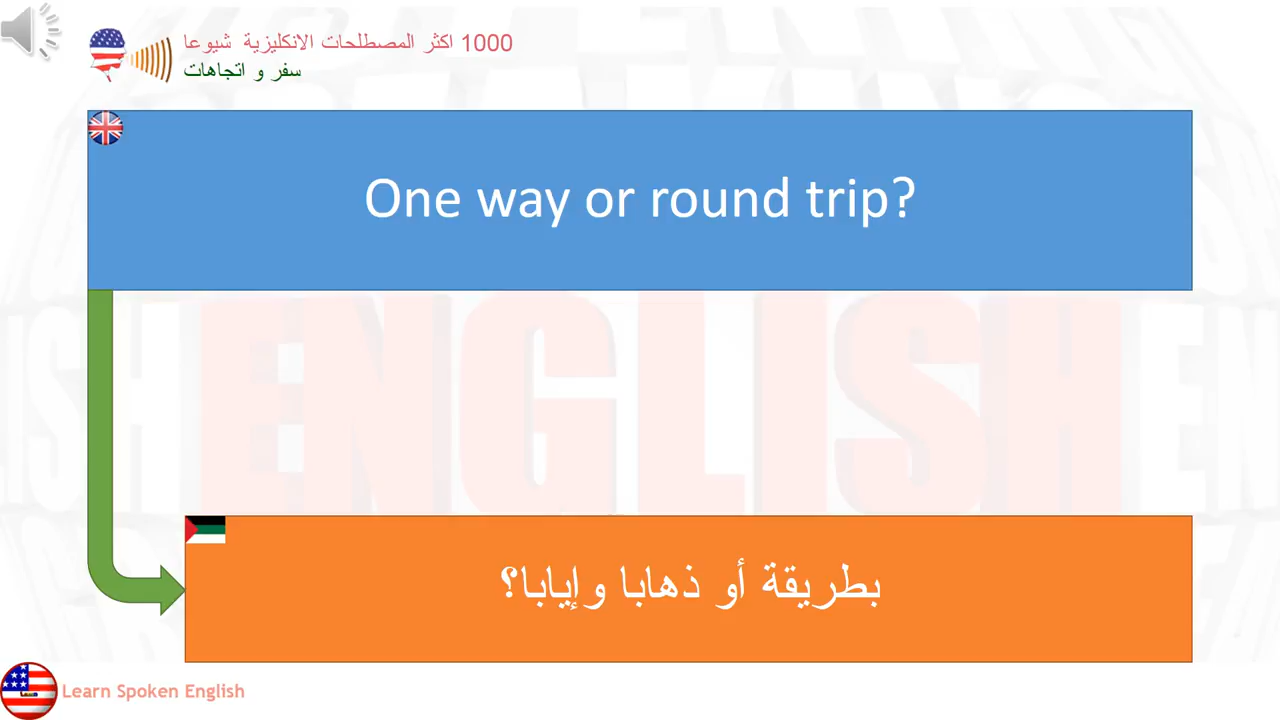 1000 اكثر المصطلحات الانكليزية شيوعا
سفر و اتجاهات
One way or round trip?
بطريقة أو ذهابا وإيابا؟
Learn Spoken English
ENGLISH